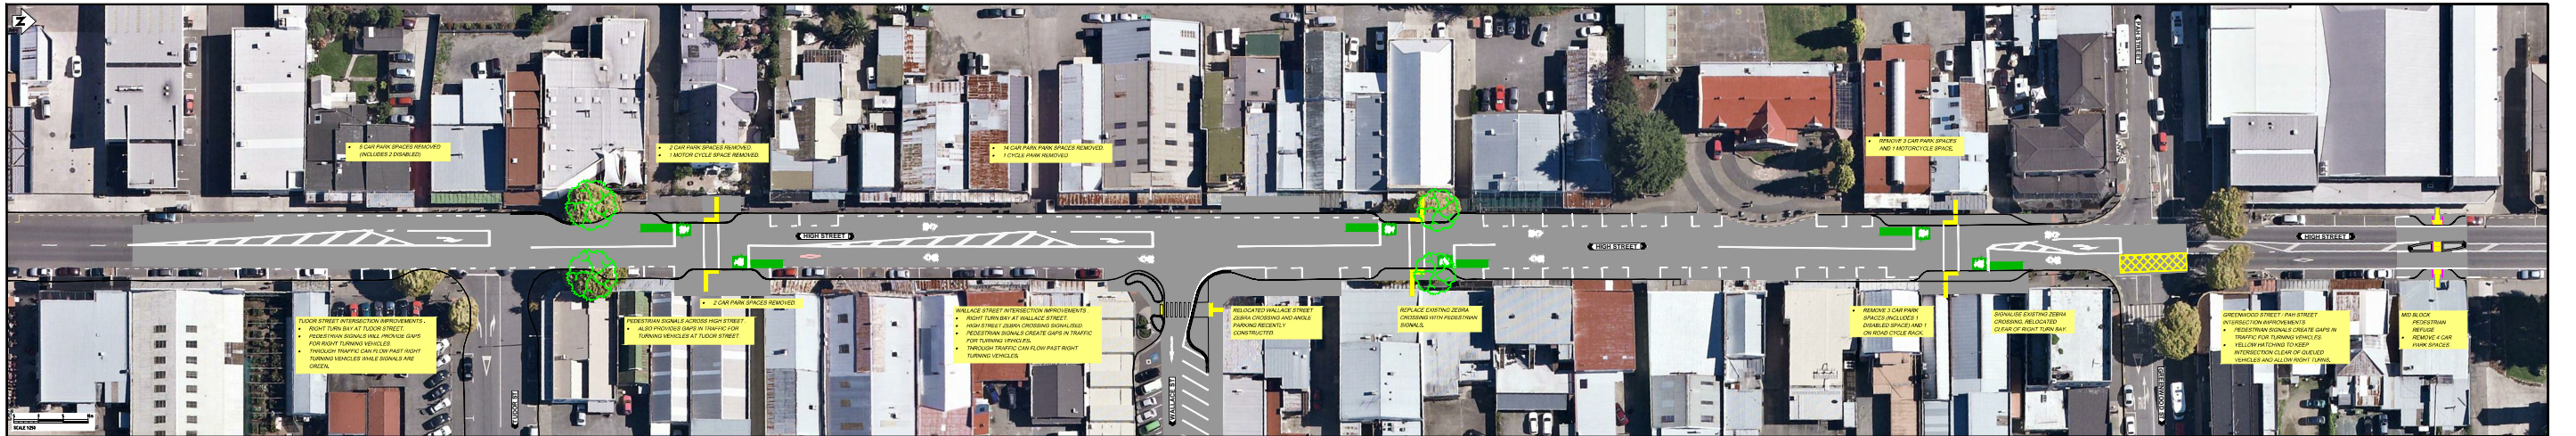 N
PAH STREET
• 5 CAR PARK SPACES REMOVED
(INCLUDES 2 DISABLED)
• 2 CAR PARK SPACES REMOVED.
• 1 MOTOR CYCLE SPACE REMOVED.
• 14 CAR PARK PARK SPACES REMOVED.
• 1 CYCLE PARK REMOVED
• REMOVE 3 CAR PARK SPACES
AND 1 MOTORCYCLE SPACE.
HIGH STREET
HIGH STREET
HIGH STREET
• 2 CAR PARK SPACES REMOVED.
TUDOR STREET INTERSECTION IMPROVEMENTS .
• RIGHT TURN BAY AT TUDOR STREET.
• PEDESTRIAN SIGNALS WILL PROVIDE GAPS
FOR RIGHT TURNING VEHICLES.
• THROUGH TRAFFIC CAN FLOW PAST RIGHT
TURNING VEHICLES WHILE SIGNALS ARE
GREEN.
PEDESTRIAN SIGNALS ACROSS HIGH STREET
• ALSO PROVIDES GAPS IN TRAFFIC FOR
TURNING VEHICLES AT TUDOR STREET
WALLACE STREET INTERSECTION IMPROVEMENTS
• RIGHT TURN BAY AT WALLACE STREET.
• HIGH STREET ZEBRA CROSSING SIGNALISED.
• PEDESTRIAN SIGNALS CREATE GAPS IN TRAFFIC
FOR TURNING VEHICLES.
• THROUGH TRAFFIC CAN FLOW PAST RIGHT
TURNING VEHICLES.
RELOCATED WALLACE STREET
ZEBRA CROSSING AND ANGLE
PARKING RECENTLY
CONSTRUCTED
REPLACE EXISTING ZEBRA
CROSSING WITH PEDESTRIAN
SIGNALS.
• REMOVE 3 CAR PARK
SPACES (INCLUDES 1
DISABLED SPACE) AND 1
ON ROAD CYCLE RACK
SIGNALISE EXISTING ZEBRA
CROSSING. RELOCATED
CLEAR OF RIGHT TURN BAY.
GREENWOOD STREET - PAH STREET
INTERSECTION IMPROVEMENTS
• PEDESTRIAN SIGNALS CREATE GAPS IN
TRAFFIC FOR TURNING VEHICLES.
• YELLOW HATCHING TO KEEP
INTERSECTION CLEAR OF QUEUED
VEHICLES AND ALLOW RIGHT TURNS.
MID BLOCK
PEDESTRIAN
REFUGE
• REMOVE 4 CAR
PARK SPACES
TUDOR ST
WALLACE ST
GREENWOOD ST